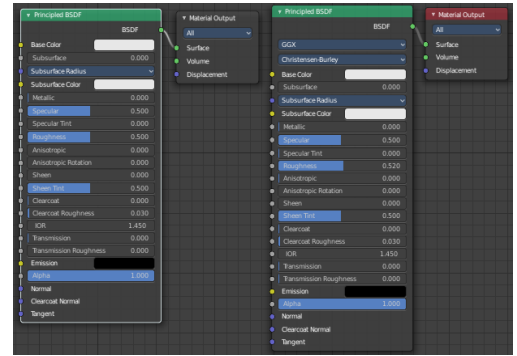 Principled BSDF
BSDF
Base Color
Subsurface 0.000
Subsurface Radius
Subsurface Color
Metallic 0.000
Specular 0.500
Specular Tint 0.000
Roughness 0.500
Anisotropic 0.000
Anisotropic Rotation 0.000
Sheen 0.000
Sheen Tint 0.500
Clearcoat 0.000
Clearcoat Roughness 0.030
IOR 1.450
Transmission 0.000
Transmission Roughness 0.000
Emission
Alpha 1.000
Normal
Clearcoat Normal
Tangent
Material Output
All
Surface
Volume
Displacement
Principled BSDF
BSDF
GGX
Christensen-Burley
Base Color
Subsurface 0.000
Subsurface Radius
Subsurface Color
Metallic 0.000
Specular 0.500
Specular Tint 0.000
Roughness 0.520
Anisotropic 0.000
Anisotropic Rotation 0.000
Sheen 0.000
Sheen Tint 0.500
Clearcoat 0.000
Clearcoat Roughness 0.030
IOR 1.450
Transmission 0.000
Transmission Roughness 0.000
Emission
Alpha 1.000
Normal
Clearcoat Normal
Tangent
Material Output
All
Surface
Volume
Displacement